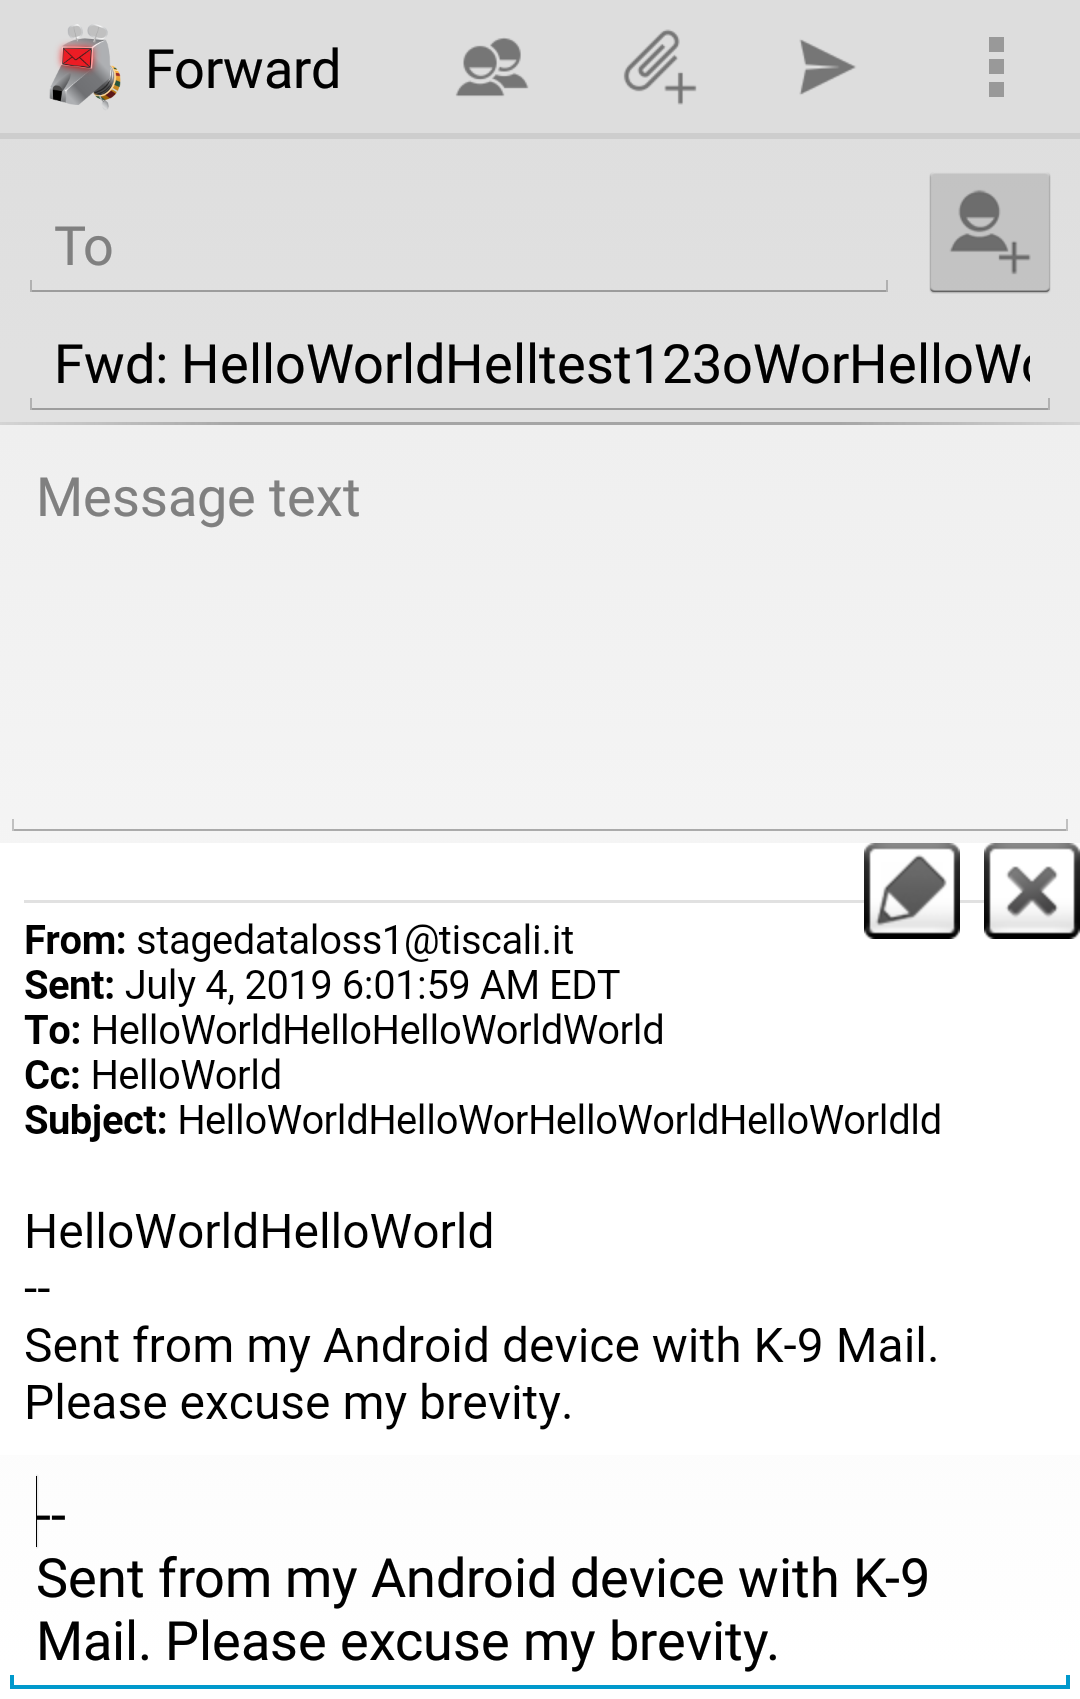 Forward
To
Fwd: HelloWorldHelltest123oWorHelloWo
Message text
From: stagedataloss1@tiscali.it
Sent: July 4, 2019 6:01:59 AM EDT
To: HelloWorldHelloHelloWorldWorld
Cc: HelloWorld
Subject: HelloWorldHelloWorHelloWorldHelloWorldld
HelloWorldHelloWorld
--
Sent from my Android device with K-9 Mail.
Please excuse my brevity.
--
Sent from my Android device with K-9
Mail. Please excuse my brevity.